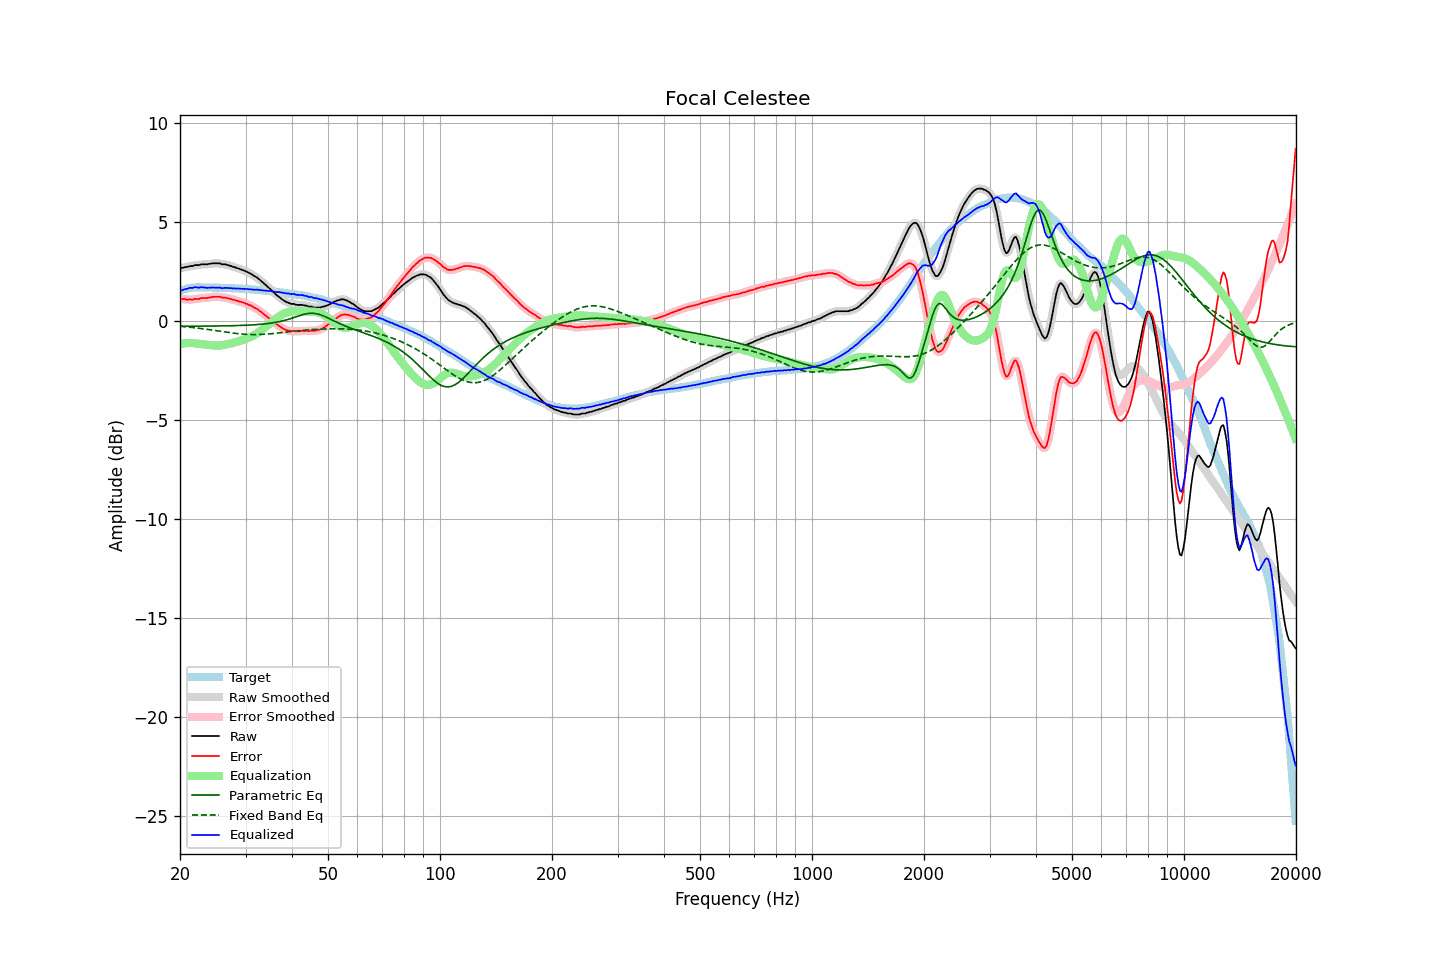 Focal Celestee
Amplitude (dBr)
10
5
0
−5
−10
−15
−20
−25
Target
Raw Smoothed
Error Smoothed
Raw
Error
Equalization
Parametric Eq
Fixed Band Eq
Equalized
20 50 100 200 500 1000 2000 5000 10000 20000
Frequency (Hz)